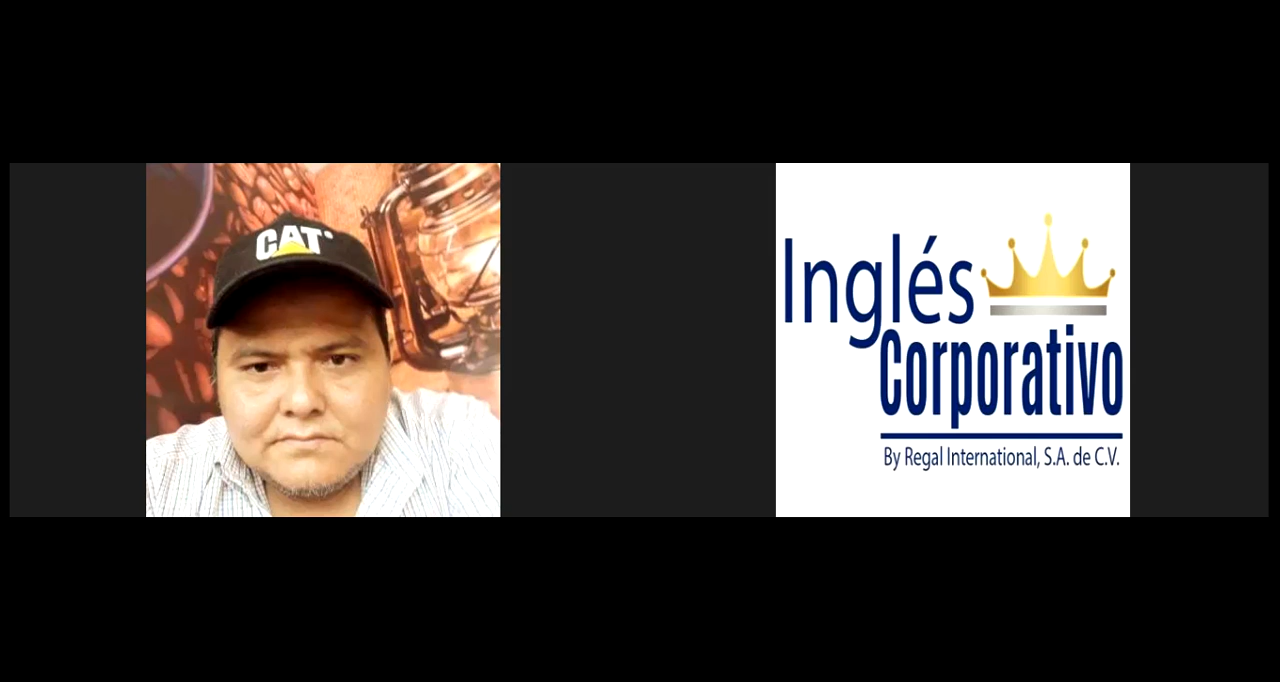 CAT
Inglés
Corporativo
By Regal International, S.A. de C.V.